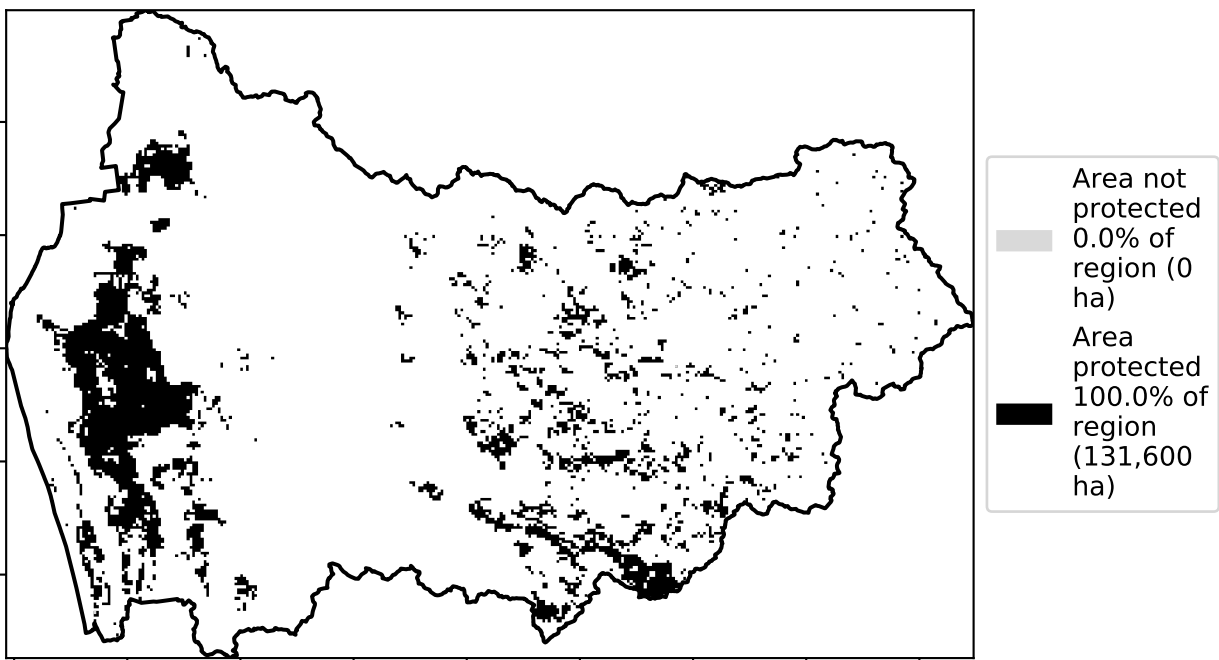 Area not
protected
0.0% of
region (0
ha)
Area
protected
100.0% of
region
(131,600
ha)